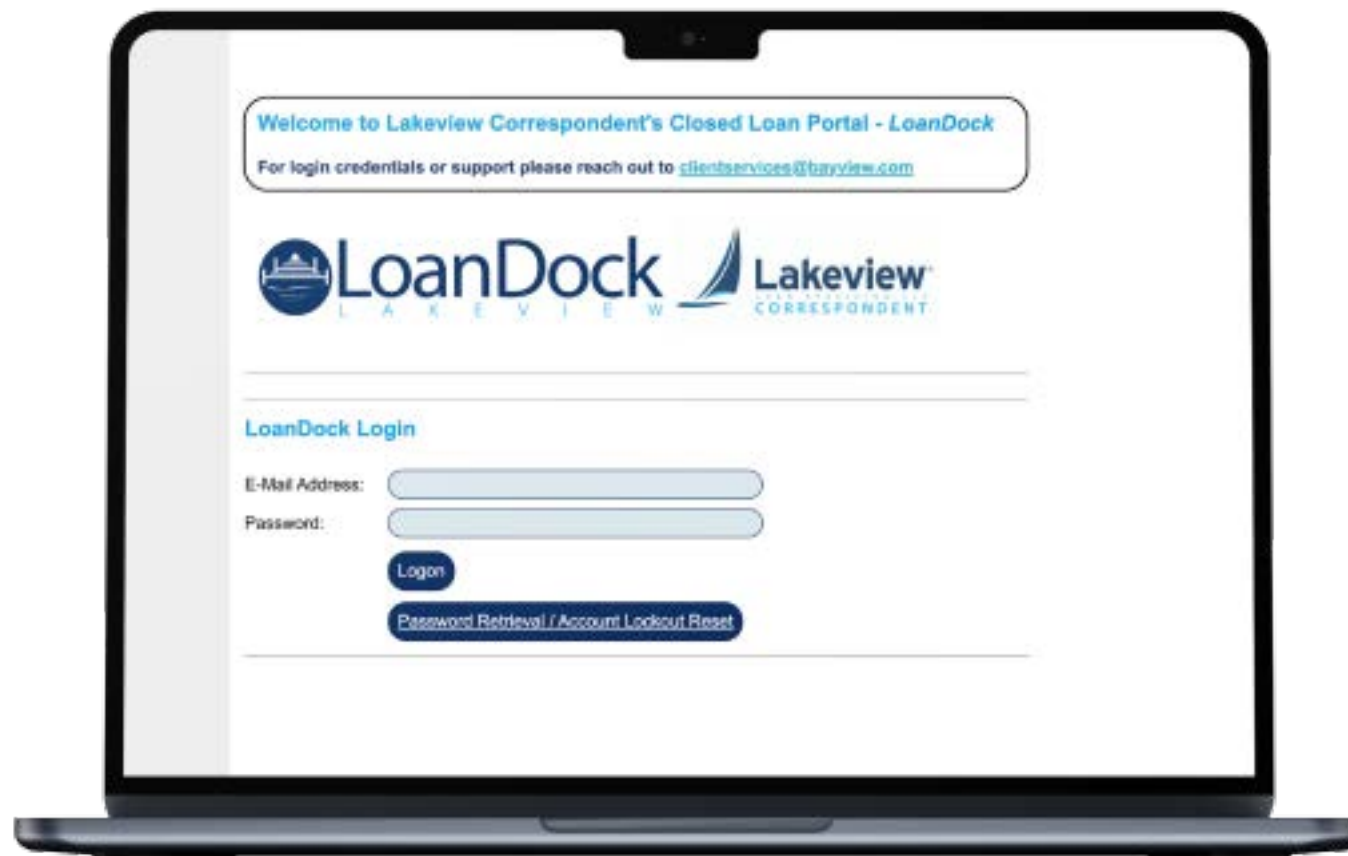 Welcome to Lakeview Correspondent's Closed Loan Portal - LoanDock
For login credentials or support please reach out to clientservices@bayview.com
LoanDock
LAKEVIEW
Lakeview
CORRESPONDENT
LoanDock Login
E-Mail Address:
Password:
Logon
Password Retrieval / Account Lockout Reset